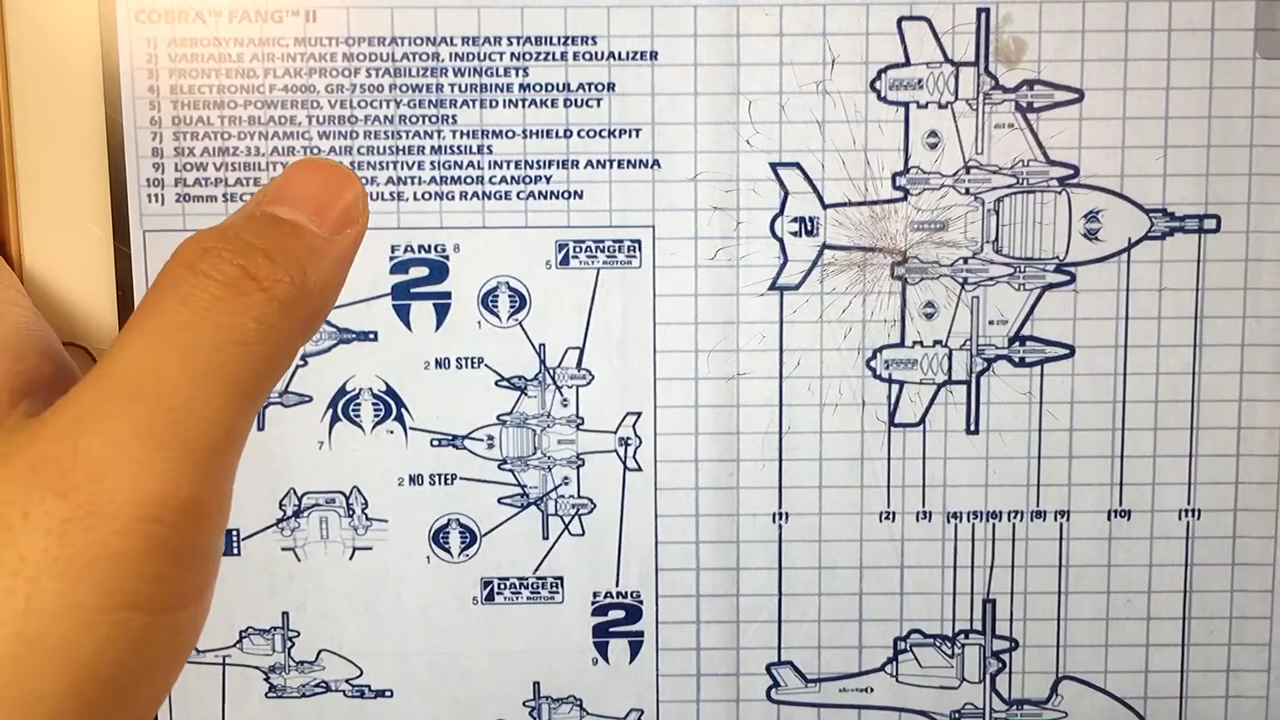 COBRA™ FANG™ II
1) AERODYNAMIC, MULTI-OPERATIONAL REAR STABILIZERS
2) VARIABLE AIR-INTAKE MODULATOR, INDUCT NOZZLE EQUALIZER
3) FRONT-END, FLAK-PROOF STABILIZER WINGLETS
4) ELECTRONIC F-4000, GR-7500 POWER TURBINE MODULATOR
5) THERMO-POWERED, VELOCITY-GENERATED INTAKE DUCT
6) DUAL TRI-BLADE, TURBO-FAN ROTORS
7) STRATO-DYNAMIC, WIND RESISTANT, THERMO-SHIELD COCKPIT
8) SIX AIMZ-33, AIR-TO-AIR CRUSHER MISSILES
9) LOW VISIBILITY SENSITIVE SIGNAL INTENSIFIER ANTENNA
10) FLAT-PLATE, ANTI-ARMOR CANOPY
11) 20mm LONG RANGE CANNON
FANG 8
2
5 DANGER
TILT ROTOR
1
2 NO STEP
7
2 NO STEP
1
5 DANGER
TILT ROTOR
FANG
2
9
NO STEP
2
NO STEP
(1) (2) (3) (4) (5) (6) (7) (8) (9) (10) (11)